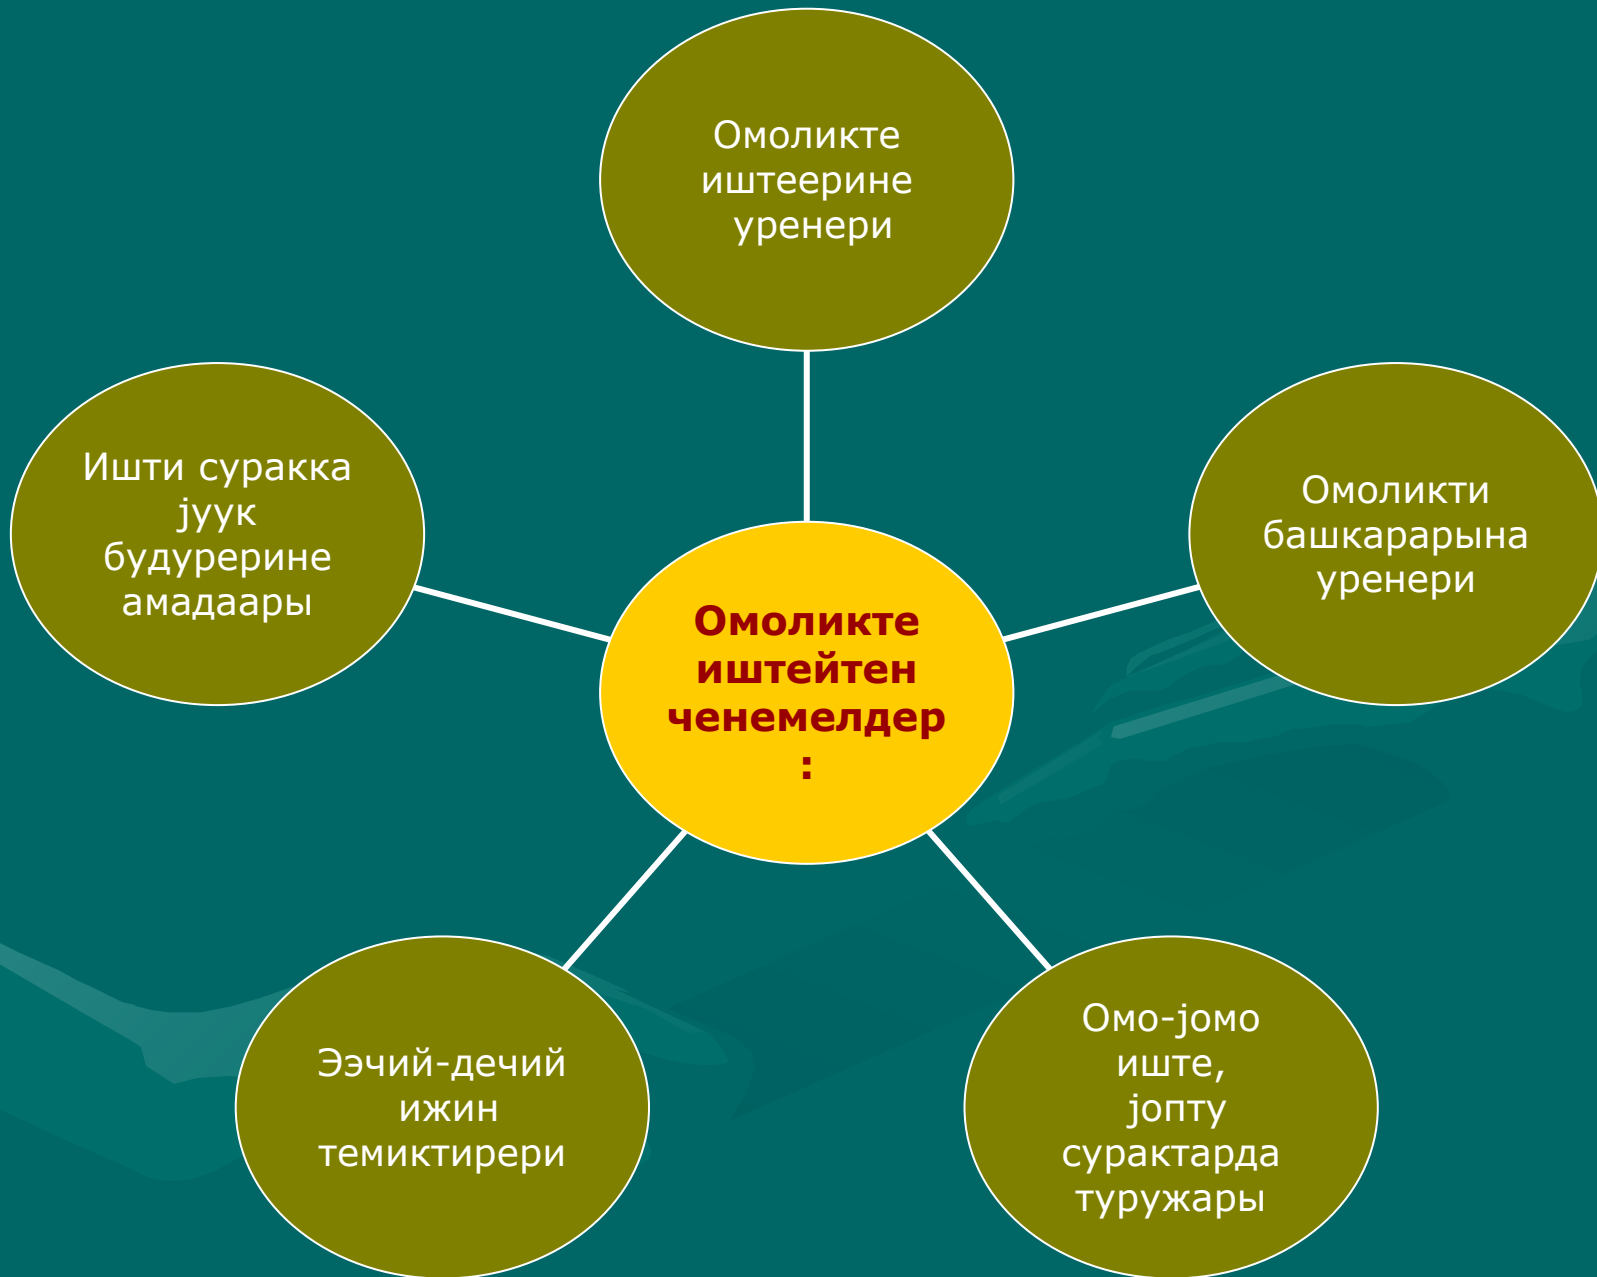 Омоликте
иштеерине
уренери
Ишти суракка
јуук
будурерине
амадаары
Омоликти
башкарарына
уренери
Омоликте
иштейтен
ченемелдер
:
Ээчий-дечий
ижин
темиктирери
Омо-јомо
иште,
јопту
сурактарда
туружары